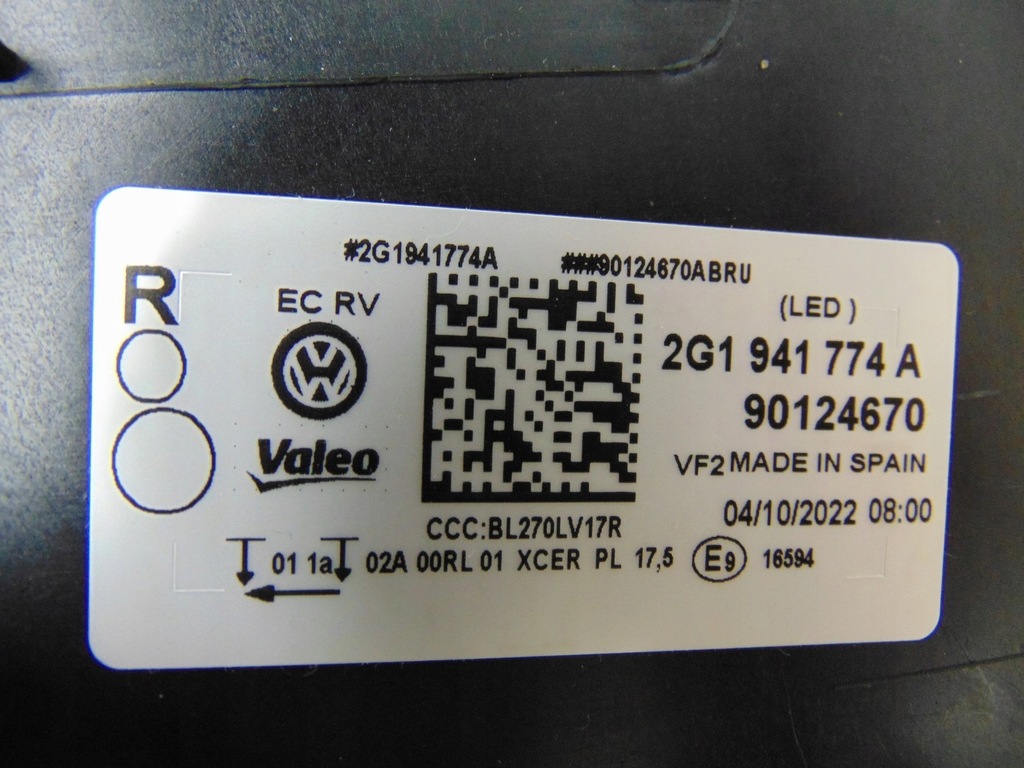 #2G1941774A ###90124670ABRU
R
EC RV
(LED )
2G1 941 774 A
90124670
Valeo
VF2 MADE IN SPAIN
04/10/2022 08:00
CCC:BL270LV17R
01 1a 02A 00RL 01 XCER PL 17,5 E9 16594